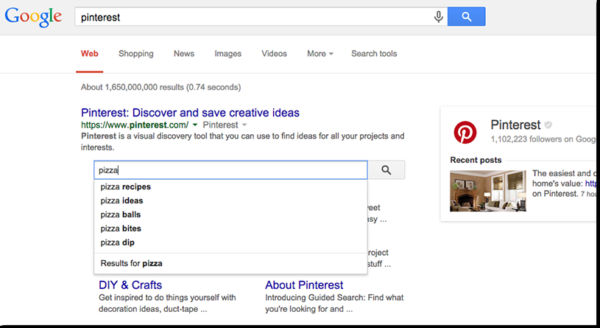 Google pinterest
Web Shopping News Images Videos More Search tools
About 1,650,000,000 results (0.74 seconds)
Pinterest: Discover and save creative ideas
https://www.pinterest.com/ Pinterest
Pinterest is a visual discovery tool that you can use to find ideas for all your projects and
interests.
pizza
pizza recipes
pizza ideas
pizza balls
pizza bites
pizza dip
Results for pizza
DIY & Crafts
Get inspired to do things yourself with
decoration ideas, duct-tape ...
About Pinterest
Introducing Guided Search: Find what
you're looking for and ...
Pinterest
1,102,223 followers on Goog
Recent posts
The easiest and c
home's value: http
on Pinterest. 7 hou